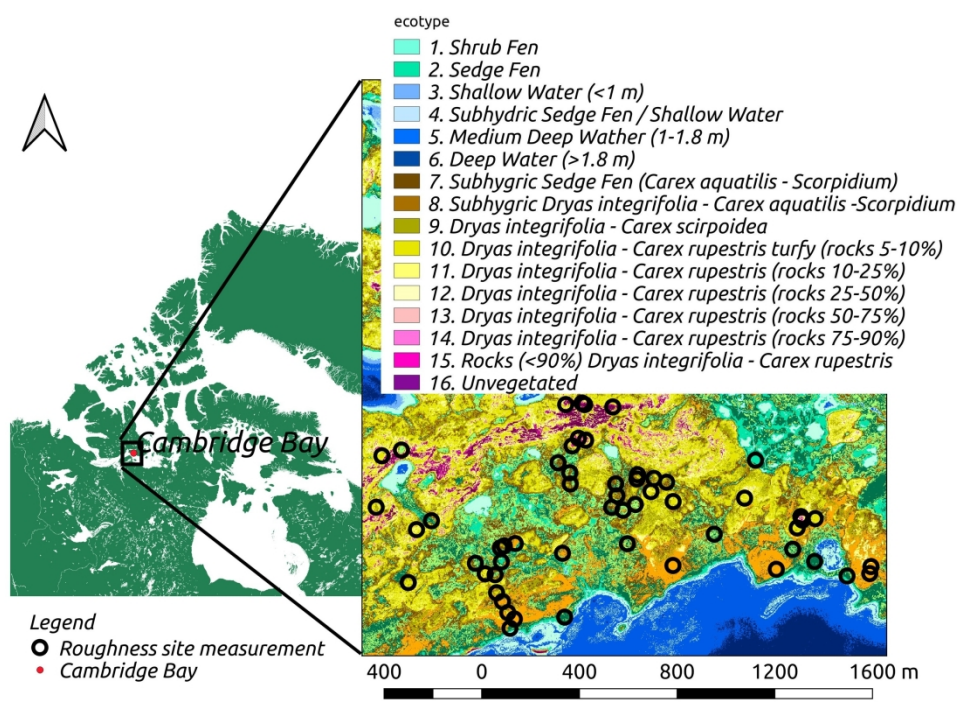 ecotype
1. Shrub Fen
2. Sedge Fen
3. Shallow Water (<1 m)
4. Subhydric Sedge Fen / Shallow Water
5. Medium Deep Wather (1-1.8 m)
6. Deep Water (>1.8 m)
7. Subhygric Sedge Fen (Carex aquatilis - Scorpidium)
8. Subhygric Dryas integrifolia - Carex aquatilis -Scorpidium
9. Dryas integrifolia - Carex scirpoidea
10. Dryas integrifolia - Carex rupestris turfy (rocks 5-10%)
11. Dryas integrifolia - Carex rupestris (rocks 10-25%)
12. Dryas integrifolia - Carex rupestris (rocks 25-50%)
13. Dryas integrifolia - Carex rupestris (rocks 50-75%)
14. Dryas integrifolia - Carex rupestris (rocks 75-90%)
15. Rocks (<90%) Dryas integrifolia - Carex rupestris
16. Unvegetated
Cambridge Bay
Legend
Roughness site measurement
Cambridge Bay
400 0 400 800 1200 1600 m